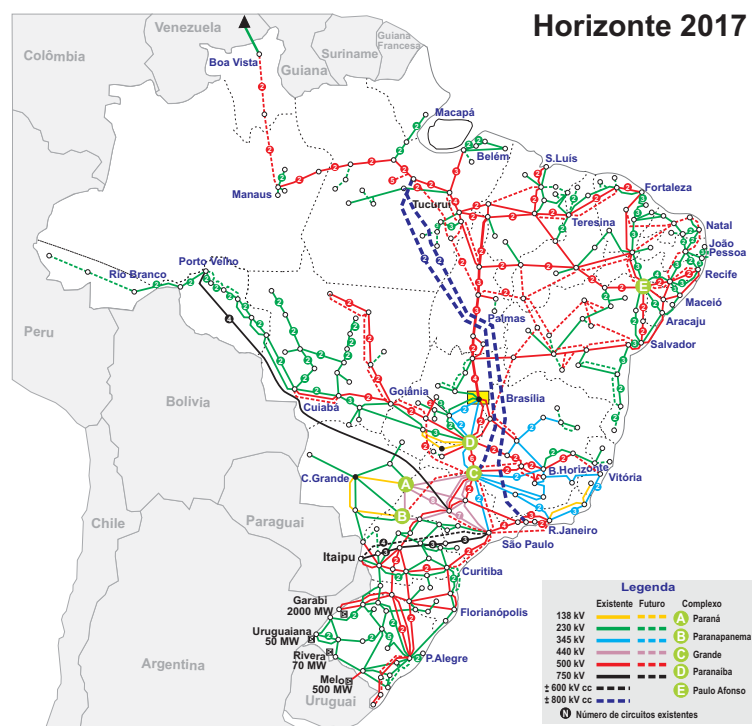 Horizonte 2017
Colômbia
Venezuela
Guiana
Suriname
Guiana
Francesa
Boa Vista
Macapá
Belém
S.Luís
Fortaleza
Manaus
Tucuruí
Teresina
Natal
João
Pessoa
Recife
Rio Branco
Porto Velho
E
Maceió
Aracaju
Palmas
Salvador
Peru
Bolívia
Cuiabá
Goiânia
Brasília
D
B.Horizonte
Vitória
C.Grande
A
C
B
Chile
Paraguai
Itaipu
São Paulo
R.Janeiro
Curitiba
Garabi
2000 MW
Florianópolis
Uruguaiana
50 MW
Rivera
70 MW
P.Alegre
Melo
500 MW
Argentina
Uruguai
Legenda
Existente Futuro Complexo
138 kV A Paraná
230 kV
345 kV B Paranapanema
440 kV C Grande
500 kV D Paranaiba
750 kV
± 600 kV cc E Paulo Afonso
± 800 kV cc
N Número de circuitos existentes